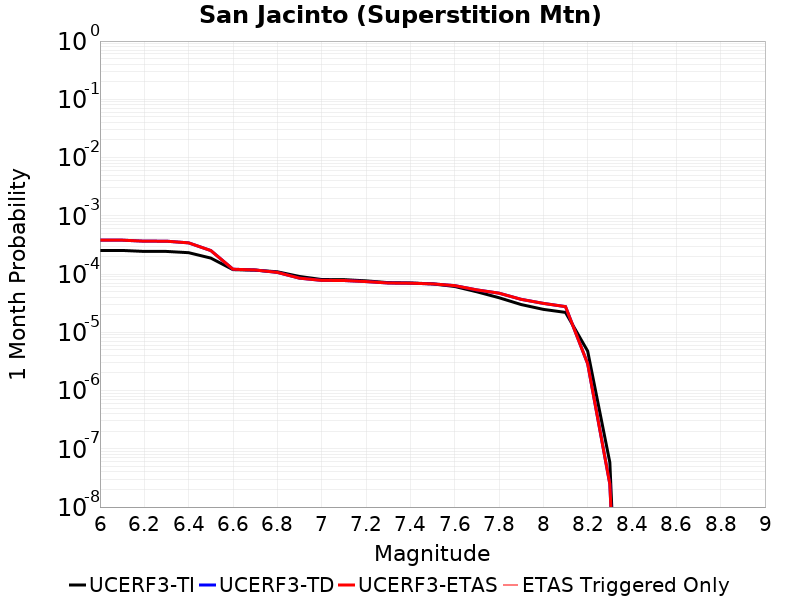 San Jacinto (Superstition Mtn)
1 Month Probability
10^0
10^-1
10^-2
10^-3
10^-4
10^-5
10^-6
10^-7
10^-8
6 6.2 6.4 6.6 6.8 7 7.2 7.4 7.6 7.8 8 8.2 8.4 8.6 8.8 9
Magnitude
UCERF3-TI UCERF3-TD UCERF3-ETAS ETAS Triggered Only